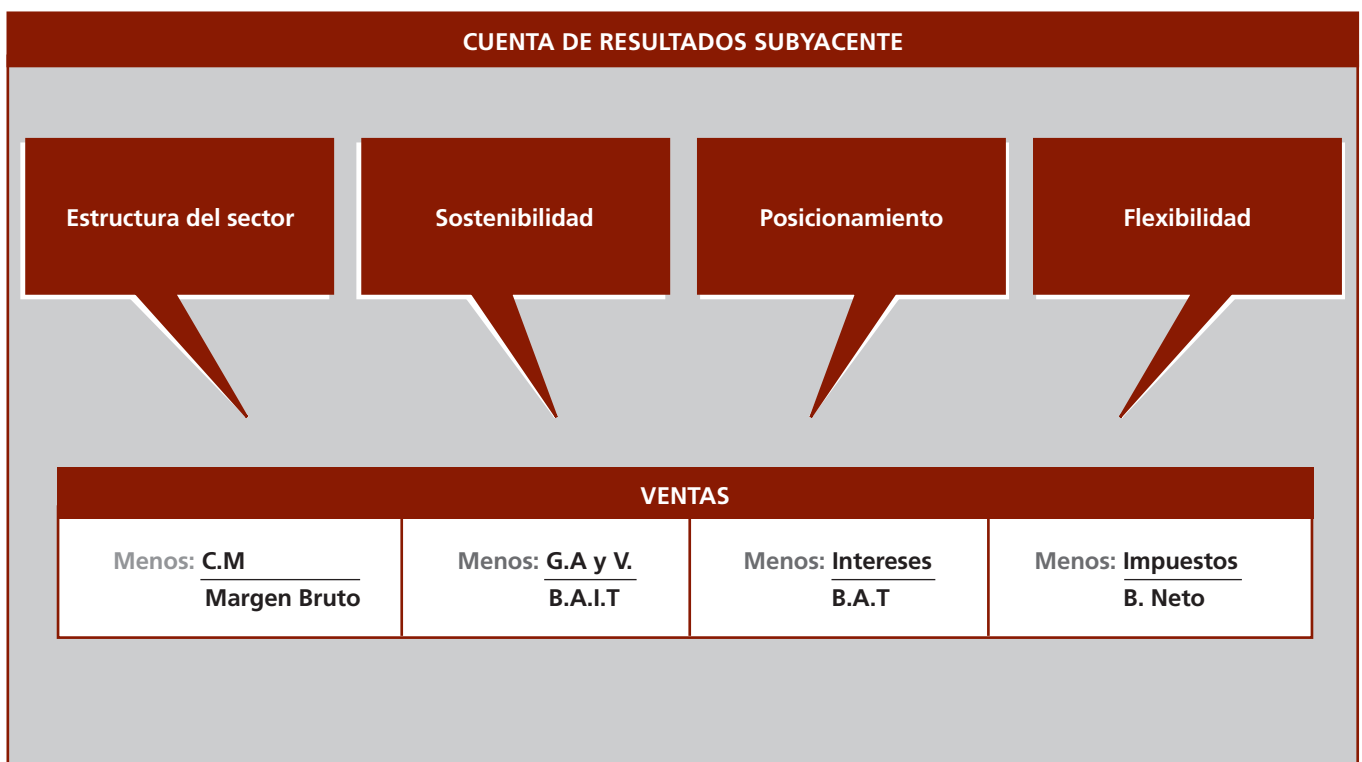 CUENTA DE RESULTADOS SUBYACENTE
Estructura del sector
Sostenibilidad
Posicionamiento
Flexibilidad
VENTAS
Menos: C.M
Margen Bruto
Menos: G.A y V.
B.A.I.T
Menos: Intereses
B.A.T
Menos: Impuestos
B. Neto